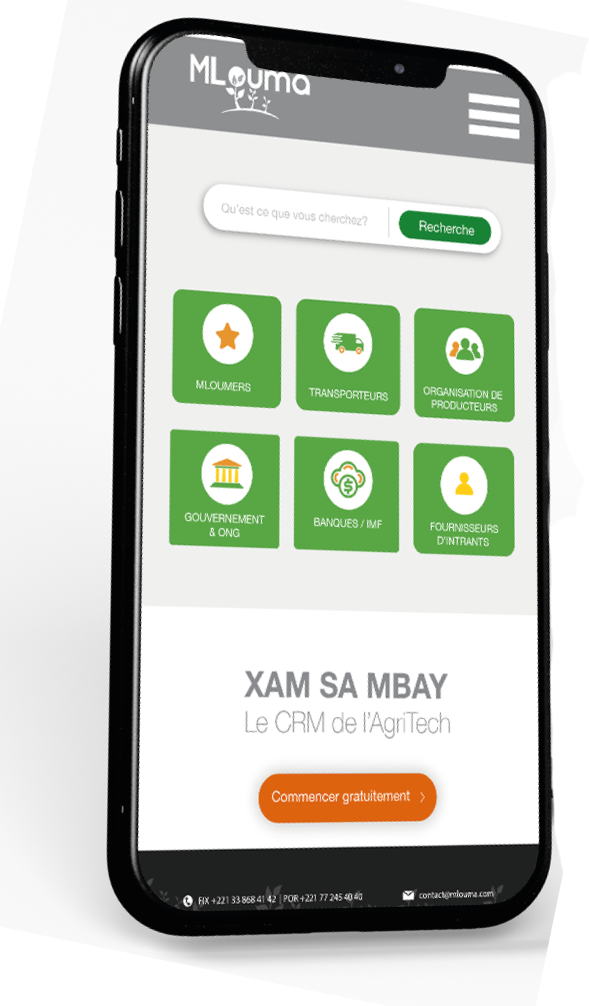 MLouma
Qu'est ce que vous cherchez?
Recherche
MLOUMERS
TRANSPORTEURS
ORGANISATION DE
PRODUCTEURS
GOUVERNEMENT
& ONG
BANQUES / IMF
FOURNISSEURS
D'INTRANTS
XAM SA MBAY
Le CRM de l'AgriTech
Commencer gratuitement >
FIX +221 33 868 41 42 | POR +221 77 245 40 40
contact@mlouma.com